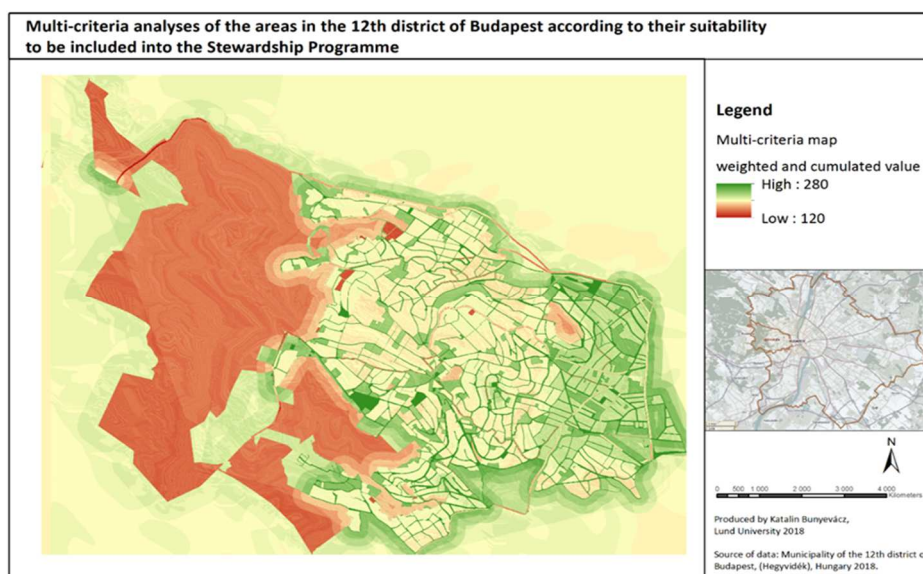 Multi-criteria analyses of the areas in the 12th district of Budapest according to their suitability
to be included into the Stewardship Programme
Legend
Multi-criteria map
weighted and cumulated value
High : 280
Low : 120
N
0 500 1 000 2 000 3 000 4 000
Kilometers
Produced by Katalin Bunyevácz,
Lund University 2018
Source of data: Municipality of the 12th district o
Budapest, (Hegyvidék), Hungary 2018.